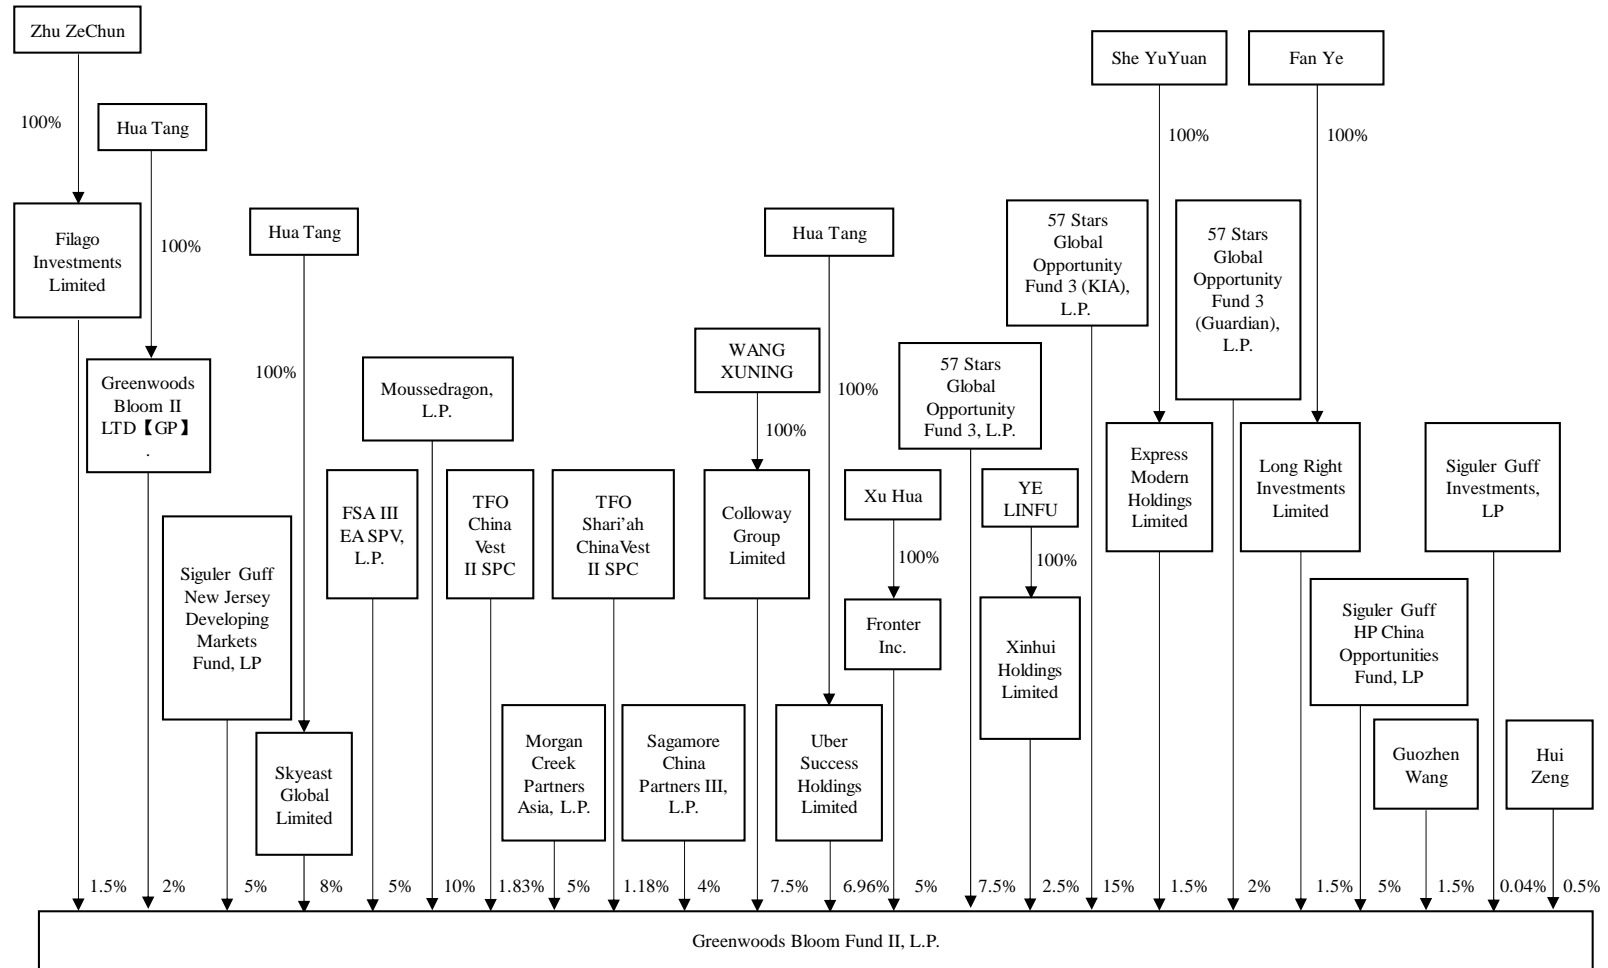 Zhu ZeChun
She YuYuan
Fan Ye
100%
Hua Tang
100%
100%
Filago
Investments
Limited
100%
Hua Tang
Hua Tang
57 Stars
Global
Opportunity
Fund 3 (KIA),
L.P.
57 Stars
Global
Opportunity
Fund 3
(Guardian),
L.P.
Greenwoods
Bloom II
LTD【GP】
.
100%
Moussedragon,
L.P.
WANG
XUNING
100%
100%
57 Stars
Global
Opportunity
Fund 3, L.P.
Express
Modern
Holdings
Limited
Long Right
Investments
Limited
Siguler Guff
Investments,
LP
Siguler Guff
New Jersey
Developing
Markets
Fund, LP
FSA III
EA SPV,
L.P.
TFO
China
Vest
II SPC
TFO
Shari’ah
ChinaVest
II SPC
Colloway
Group
Limited
Xu Hua
100%
YE
LINFU
100%
Fronter
Inc.
Xinhui
Holdings
Limited
Siguler Guff
HP China
Opportunities
Fund, LP
Skyeast
Global
Limited
Morgan
Creek
Partners
Asia, L.P.
Sagamore
China
Partners III,
L.P.
Uber
Success
Holdings
Limited
Guozhen
Wang
Hui
Zeng
1.5%
2%
5%
8%
5%
10%
1.83%
5%
1.18%
4%
7.5%
6.96%
5%
7.5%
2.5%
15%
1.5%
2%
1.5%
5%
1.5%
0.04%
0.5%
Greenwoods Bloom Fund II, L.P.